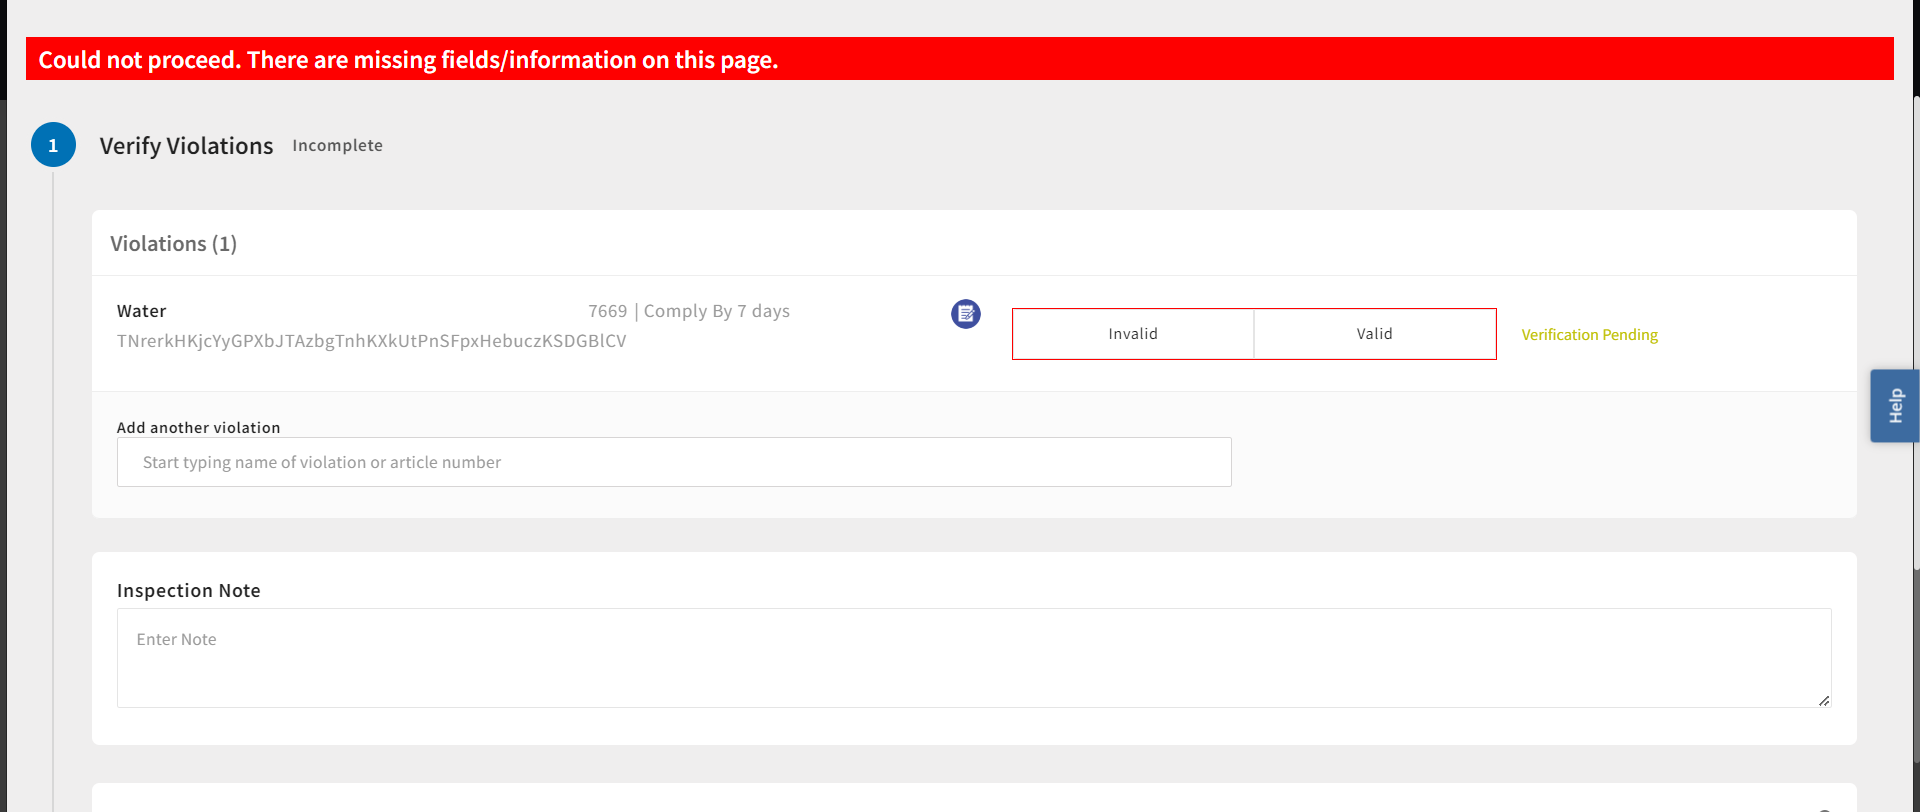 Could not proceed. There are missing fields/information on this page.
1 Verify Violations Incomplete
Violations (1)
Water 7669 | Comply By 7 days
TNrerkHKjcYyGPXbJTAzbgTnhKXkUtPnSFpxHebuczKSDGBlCV
Invalid Valid Verification Pending
Help
Add another violation
Start typing name of violation or article number
Inspection Note
Enter Note